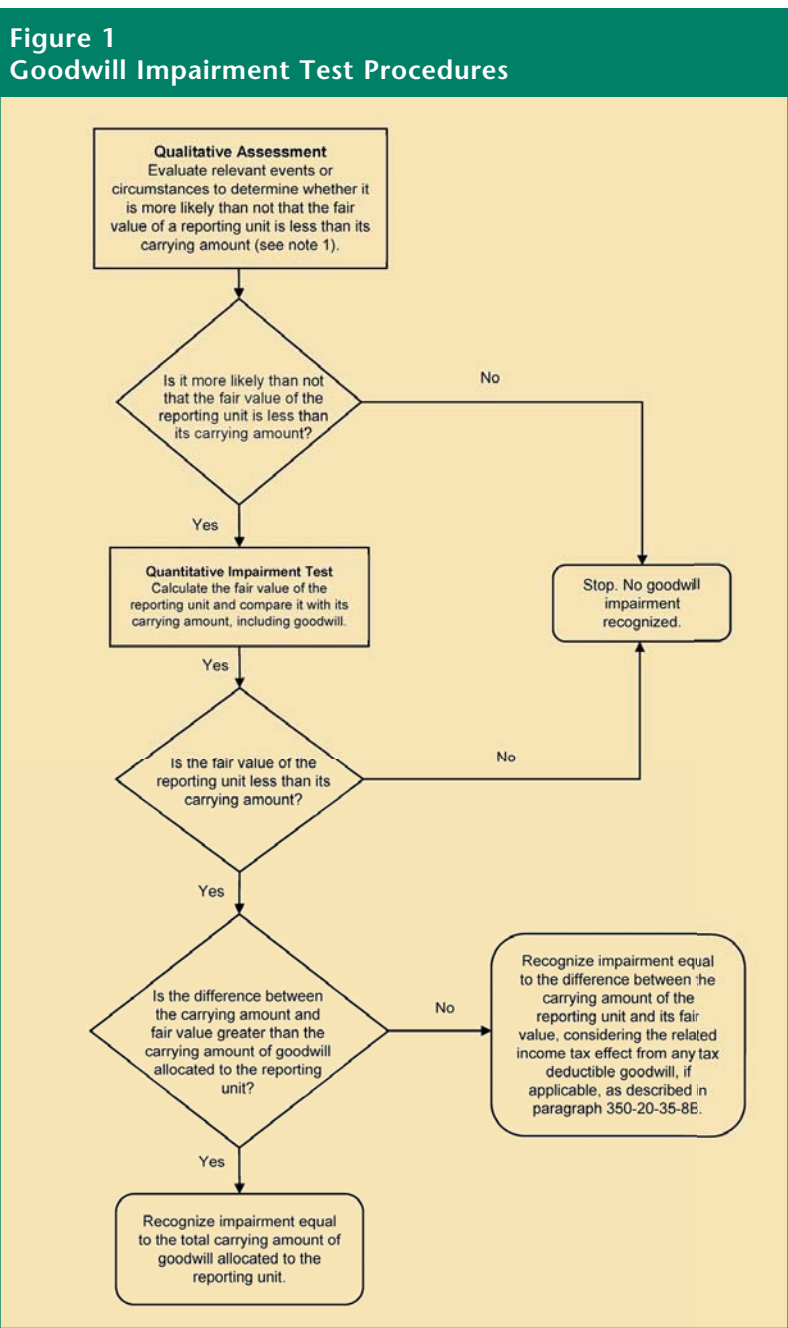 Figure 1
Goodwill Impairment Test Procedures
Qualitative Assessment
Evaluate relevant events or
circumstances to determine whether it
is more likely than not that the fair
value of a reporting unit is less than its
carrying amount (see note 1).
Is it more likely than not
that the fair value of the
reporting unit is less than
its carrying amount?
No
Yes
Quantitative Impairment Test
Calculate the fair value of the
reporting unit and compare it with its
carrying amount, including goodwill.
Stop. No goodwill
impairment
recognized.
Yes
Is the fair value of the
reporting unit less than its
carrying amount?
No
Yes
Is the difference between
the carrying amount and
fair value greater than the
carrying amount of goodwill
allocated to the reporting
unit?
No
Recognize impairment equal
to the difference between the
carrying amount of the
reporting unit and its fair
value, considering the related
income tax effect from any tax
deductible goodwill, if
applicable, as described in
paragraph 350-20-35-8B.
Yes
Recognize impairment equal
to the total carrying amount of
goodwill allocated to the
reporting unit.